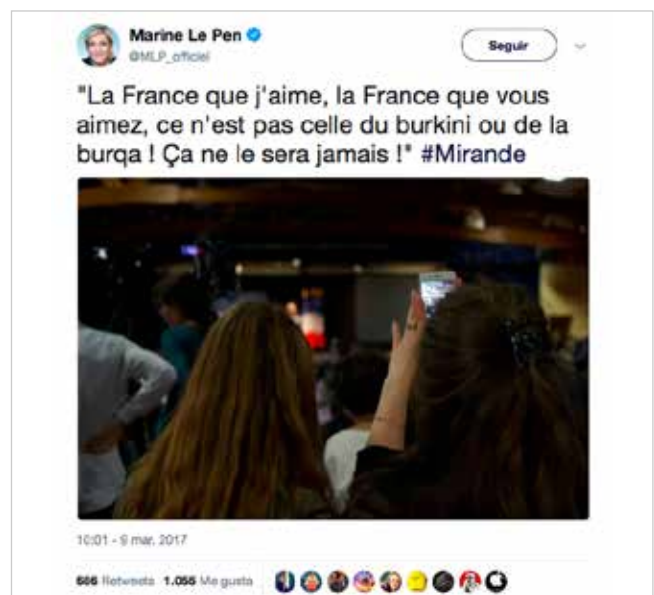 Marine Le Pen
@MLP_officiel
Seguir
"La France que j'aime, la France que vous
aimez, ce n'est pas celle du burkini ou de la
burqa ! Ça ne le sera jamais !" #Mirande
10:01 - 9 mar. 2017
Retweets 1.055 Me gusta